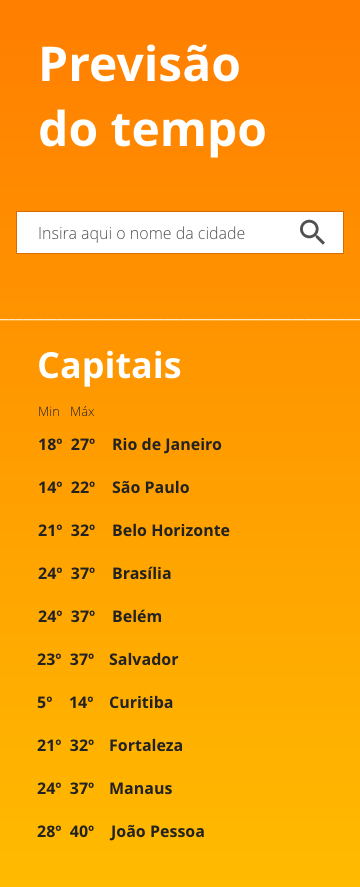 Previsão
do tempo
Insira aqui o nome da cidade
Capitais
Min Máx
18º 27º Rio de Janeiro
14º 22º São Paulo
21º 32º Belo Horizonte
24º 37º Brasília
24º 37º Belém
23º 37º Salvador
5º 14º Curitiba
21º 32º Fortaleza
24º 37º Manaus
28º 40º João Pessoa